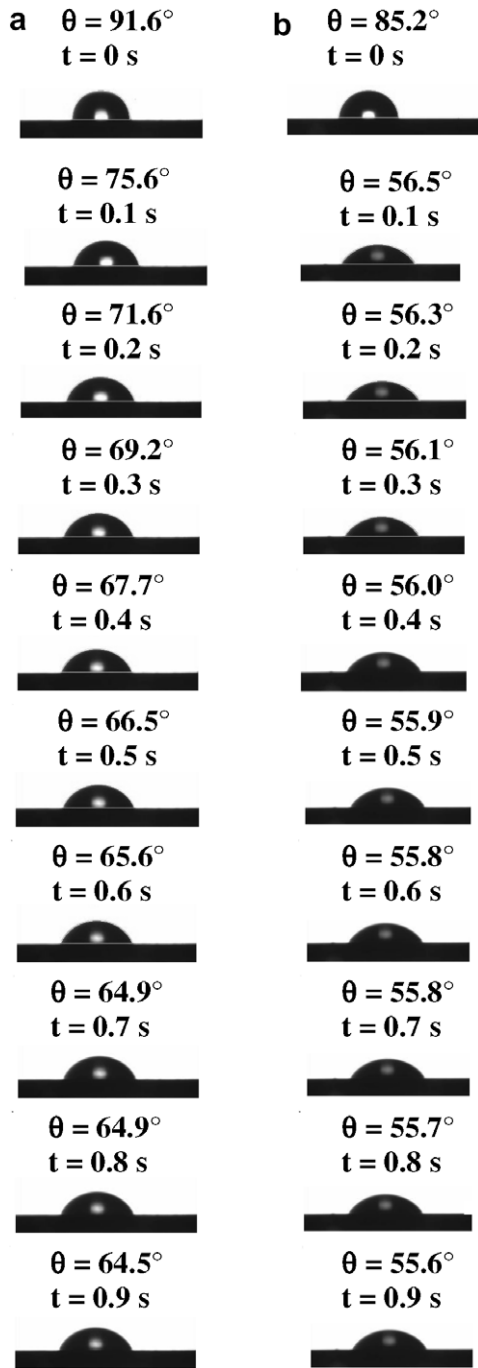 a
θ = 91.6°
t = 0 s
θ = 75.6°
t = 0.1 s
θ = 71.6°
t = 0.2 s
θ = 69.2°
t = 0.3 s
θ = 67.7°
t = 0.4 s
θ = 66.5°
t = 0.5 s
θ = 65.6°
t = 0.6 s
θ = 64.9°
t = 0.7 s
θ = 64.9°
t = 0.8 s
θ = 64.5°
t = 0.9 s
b
θ = 85.2°
t = 0 s
θ = 56.5°
t = 0.1 s
θ = 56.3°
t = 0.2 s
θ = 56.1°
t = 0.3 s
θ = 56.0°
t = 0.4 s
θ = 55.9°
t = 0.5 s
θ = 55.8°
t = 0.6 s
θ = 55.8°
t = 0.7 s
θ = 55.7°
t = 0.8 s
θ = 55.6°
t = 0.9 s